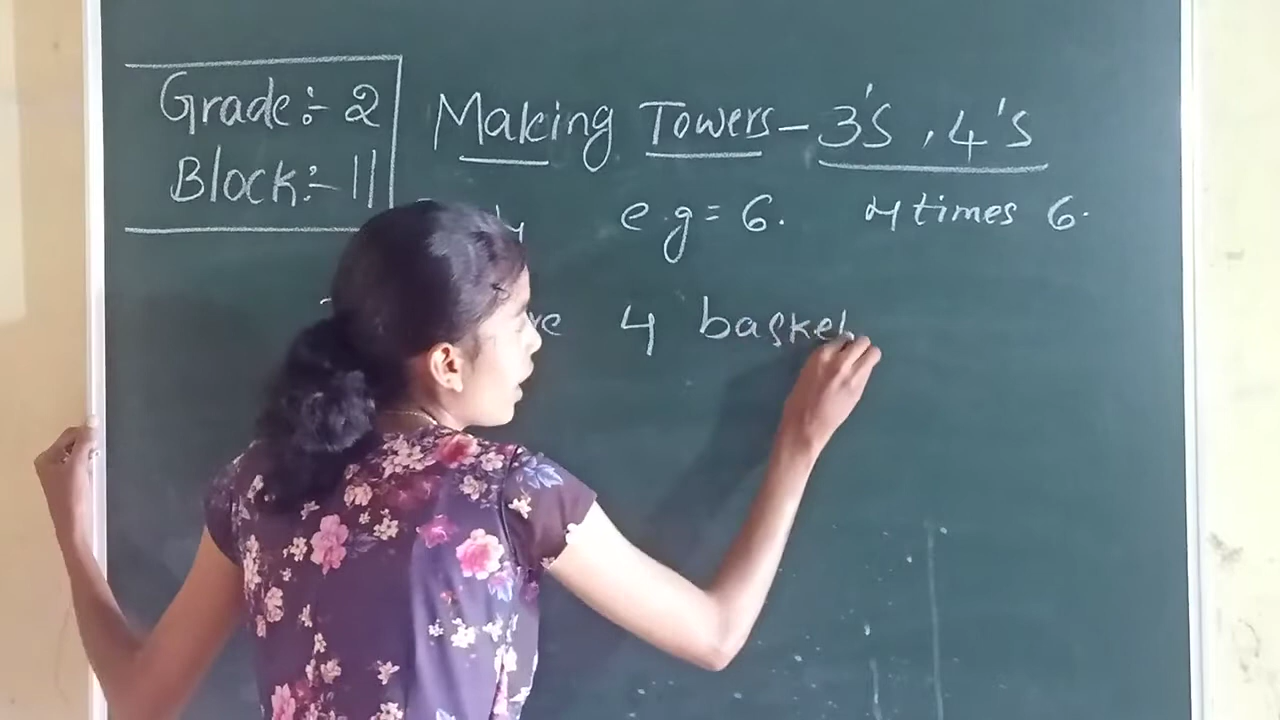 Grade:- 2
Block:- 11
Making Towers - 3's, 4's
e.g = 6. 4 times 6.
4 basket